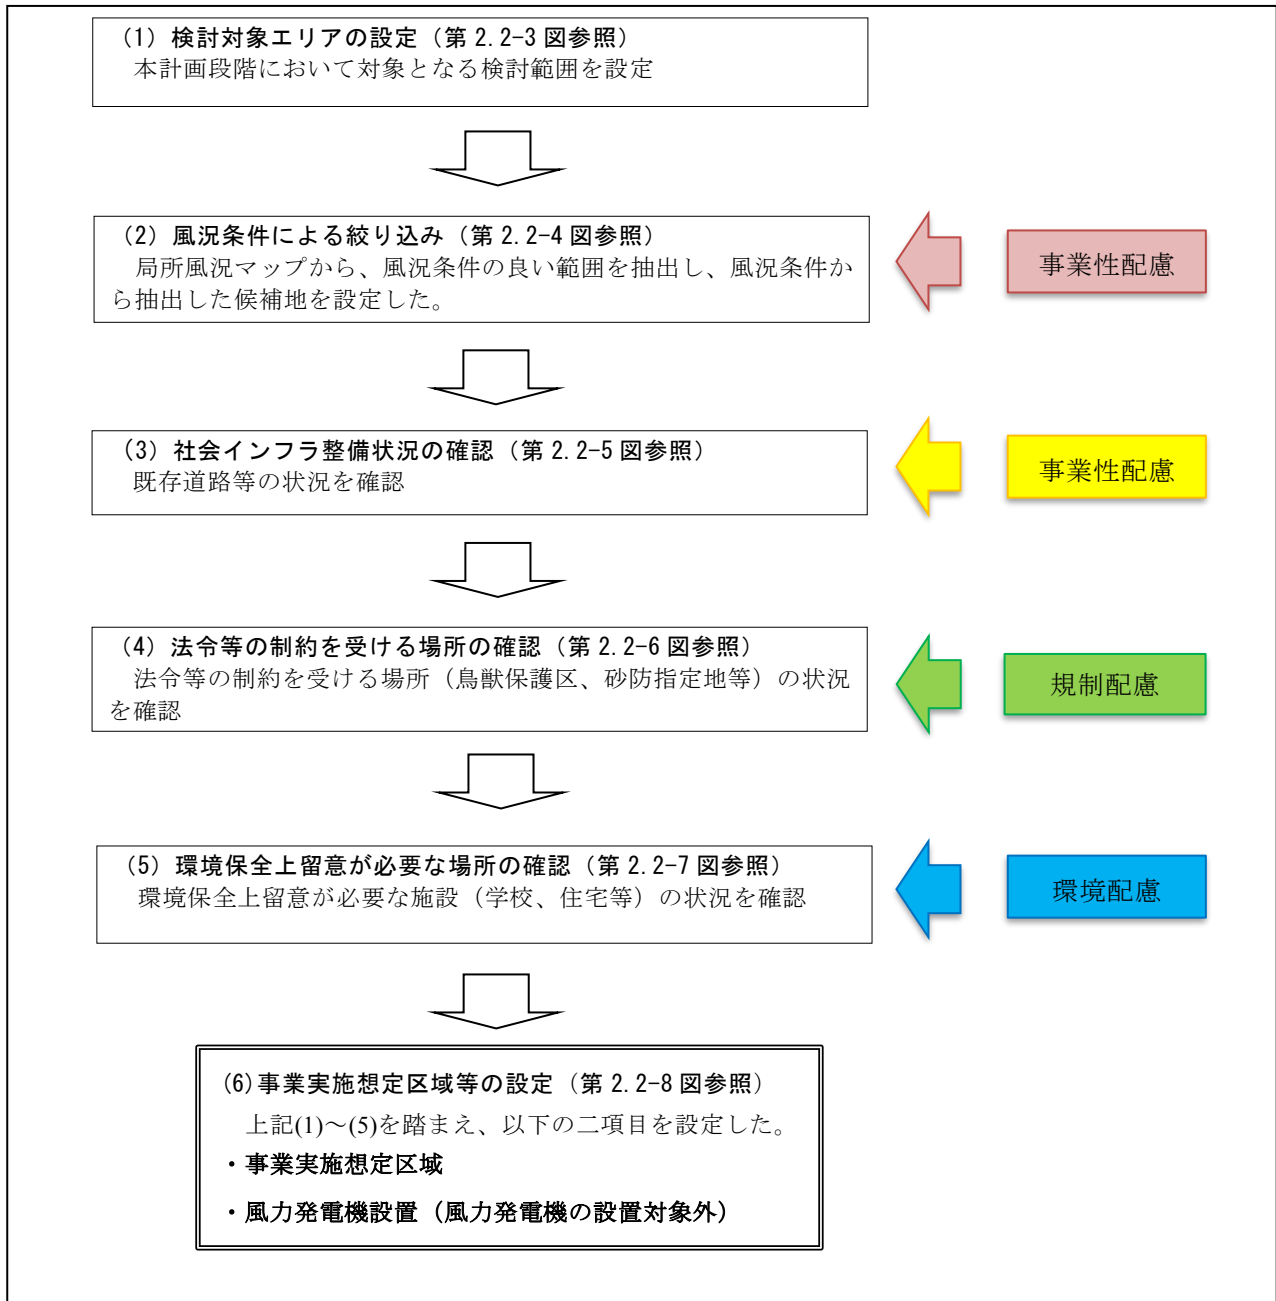 (1) 検討対象エリアの設定（第 2.2-3 図参照）
本計画段階において対象となる検討範囲を設定
(2) 風況条件による絞り込み（第 2.2-4 図参照）
局所風況マップから、風況条件の良い範囲を抽出し、風況条件か
ら抽出した候補地を設定した。
事業性配慮
(3) 社会インフラ整備状況の確認（第 2.2-5 図参照）
既存道路等の状況を確認
事業性配慮
(4) 法令等の制約を受ける場所の確認（第 2.2-6 図参照）
法令等の制約を受ける場所（鳥獣保護区、砂防指定地等）の状況
を確認
規制配慮
(5) 環境保全上留意が必要な場所の確認（第 2.2-7 図参照）
環境保全上留意が必要な施設（学校、住宅等）の状況を確認
環境配慮
(6)事業実施想定区域等の設定（第 2.2-8 図参照）
上記(1)～(5)を踏まえ、以下の二項目を設定した。
・事業実施想定区域
・風力発電機設置（風力発電機の設置対象外）